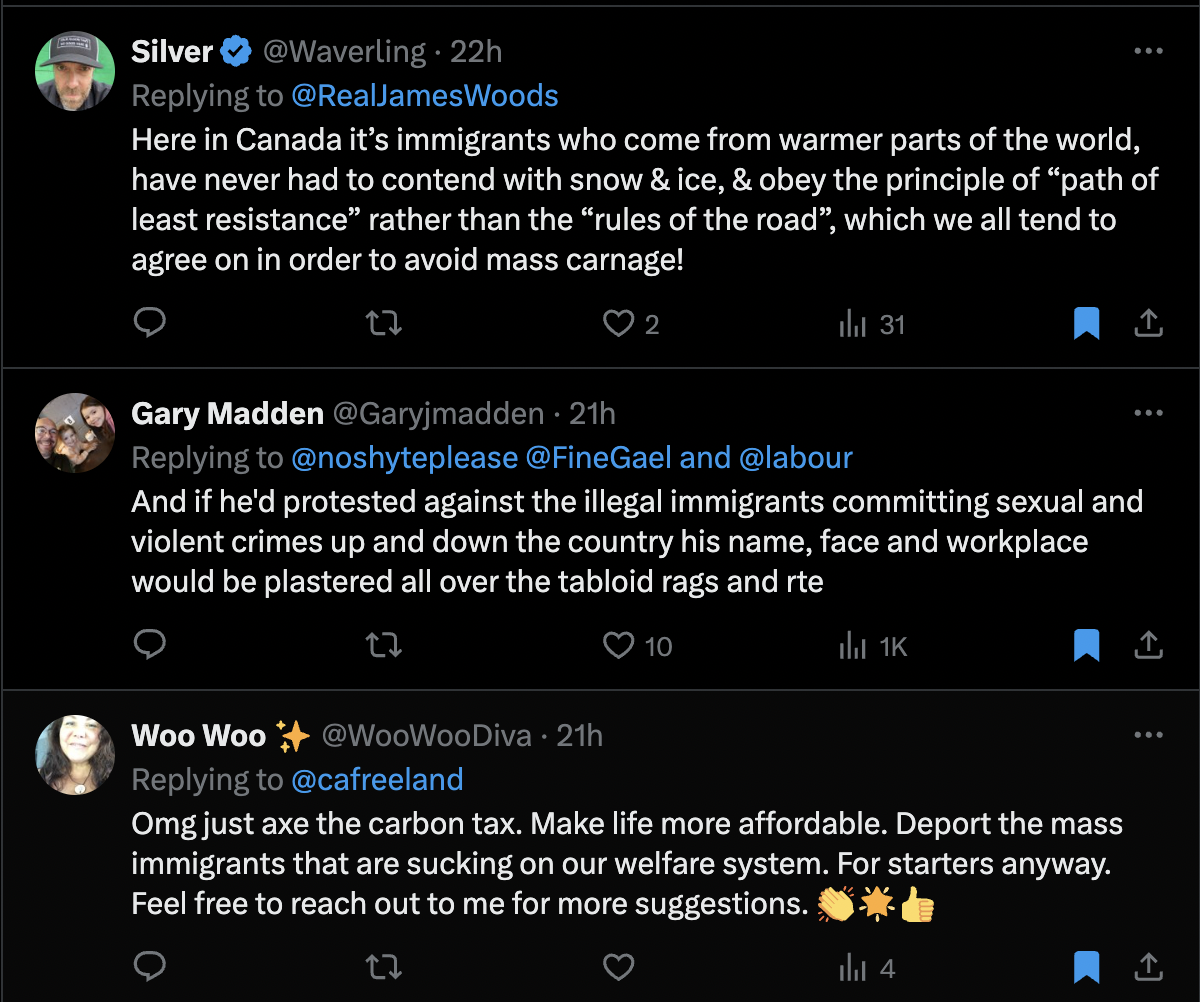 Silver @Waverling · 22h
Replying to @RealJamesWoods
Here in Canada it’s immigrants who come from warmer parts of the world,
have never had to contend with snow & ice, & obey the principle of “path of
least resistance” rather than the “rules of the road”, which we all tend to
agree on in order to avoid mass carnage!
2 31
Gary Madden @Garyjmadden · 21h
Replying to @noshyteplease @FineGael and @labour
And if he'd protested against the illegal immigrants committing sexual and
violent crimes up and down the country his name, face and workplace
would be plastered all over the tabloid rags and rte
10 1K
Woo Woo ✨ @WooWooDiva · 21h
Replying to @cafreeland
Omg just axe the carbon tax. Make life more affordable. Deport the mass
immigrants that are sucking on our welfare system. For starters anyway.
Feel free to reach out to me for more suggestions. 👏🌟👍
4